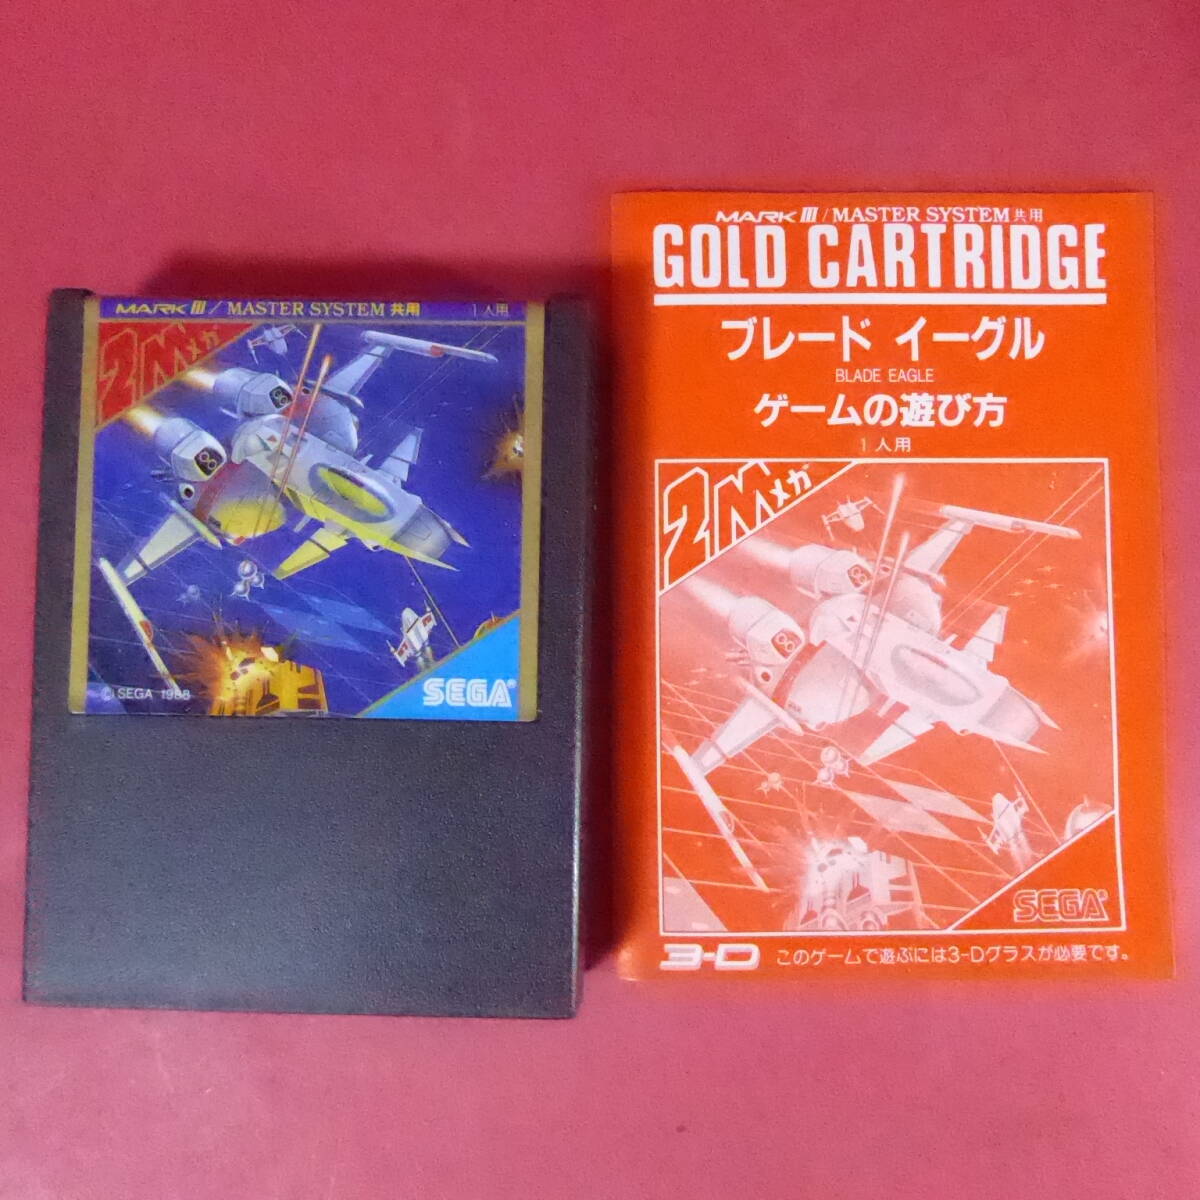 MARK III / MASTER SYSTEM 共用 1人用
2Mメガ
© SEGA 1988
SEGA®
MARK III / MASTER SYSTEM 共用
GOLD CARTRIDGE
ブレード イーグル
BLADE EAGLE
ゲームの遊び方
1人用
2Mメガ
SEGA®
3-D このゲームで遊ぶには3-Dグラスが必要です。